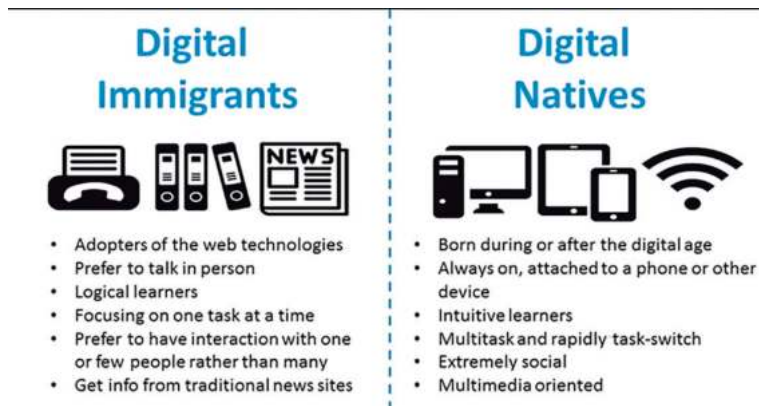 Digital
Immigrants
NEWS
• Adopters of the web technologies
• Prefer to talk in person
• Logical learners
• Focusing on one task at a time
• Prefer to have interaction with one
or few people rather than many
• Get info from traditional news sites
Digital
Natives
• Born during or after the digital age
• Always on, attached to a phone or other
device
• Intuitive learners
• Multitask and rapidly task-switch
• Extremely social
• Multimedia oriented